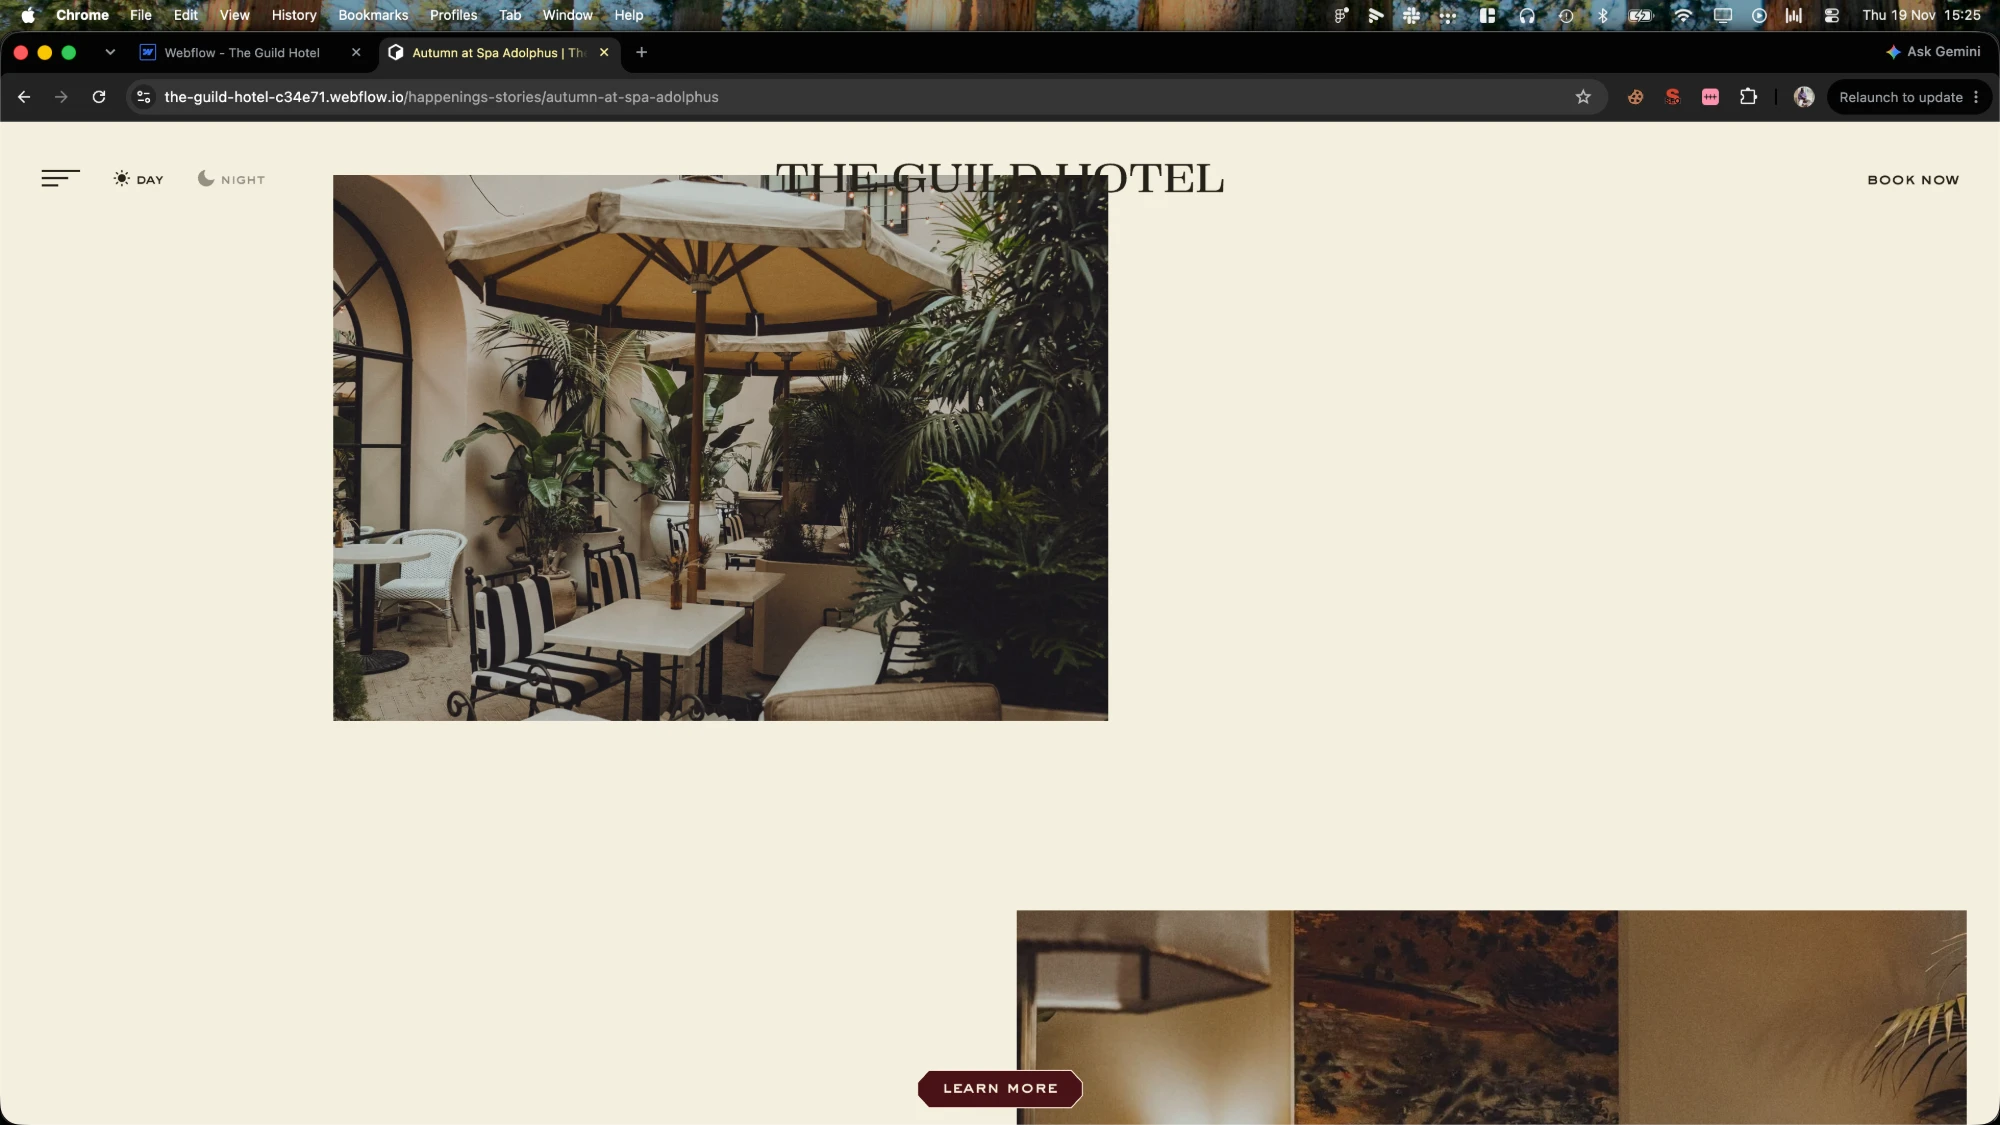 Chrome File Edit View History Bookmarks Profiles Tab Window Help Thu 19 Nov 15:25
Webflow - The Guild Hotel Autumn at Spa Adolphus | The Ask Gemini
the-guild-hotel-c34e71.webflow.io/happenings-stories/autumn-at-spa-adolphus Relaunch to update
DAY NIGHT THE GUILD HOTEL BOOK NOW
LEARN MORE